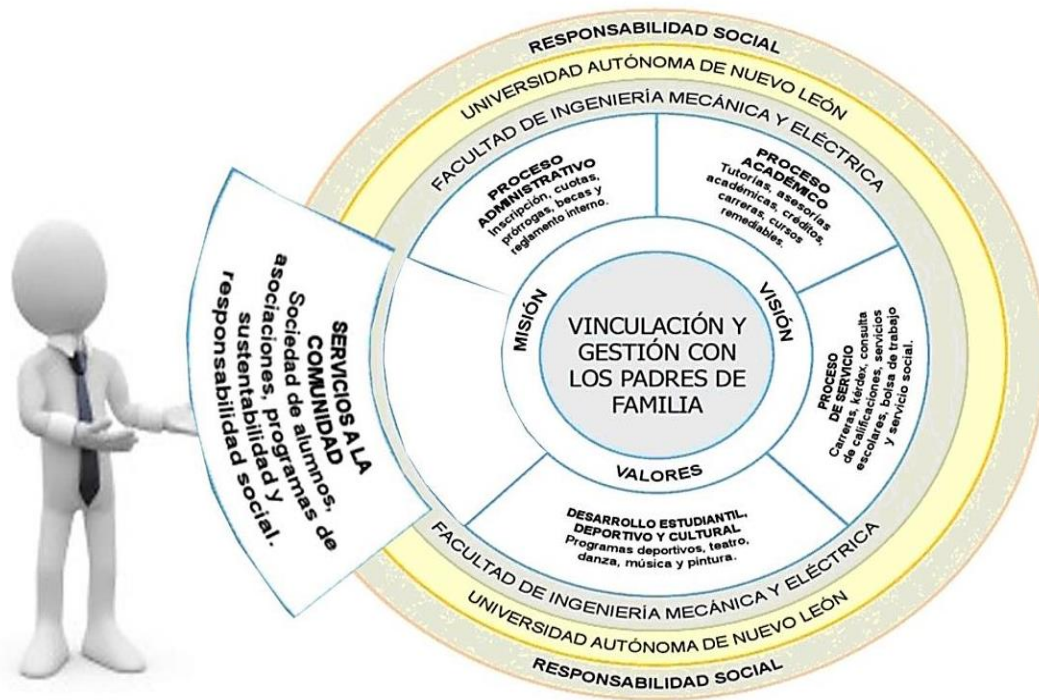 RESPONSABILIDAD SOCIAL
UNIVERSIDAD AUTÓNOMA DE NUEVO LEÓN
FACULTAD DE INGENIERÍA MECÁNICA Y ELÉCTRICA
PROCESO
ADMINISTRATIVO
Inscripción, cuotas,
prórrogas, becas y
reglamento interno.
PROCESO
ACADÉMICO
Tutorías, asesorías
académicas, créditos,
carreras, cursos
remediables.
SERVICIOS A LA
COMUNIDAD
Sociedad de alumnos,
asociaciones, programas de
sustentabilidad y
responsabilidad social.
MISIÓN
VISIÓN
VINCULACIÓN Y
GESTIÓN CON
LOS PADRES DE
FAMILIA
PROCESO
DE SERVICIO
Carreras, kérdex, consulta
de calificaciones, servicios
escolares, bolsa de trabajo
y servicio social.
VALORES
DESARROLLO ESTUDIANTIL,
DEPORTIVO Y CULTURAL
Programas deportivos, teatro,
danza, música y pintura.
FACULTAD DE INGENIERÍA MECÁNICA Y ELÉCTRICA
UNIVERSIDAD AUTÓNOMA DE NUEVO LEÓN
RESPONSABILIDAD SOCIAL